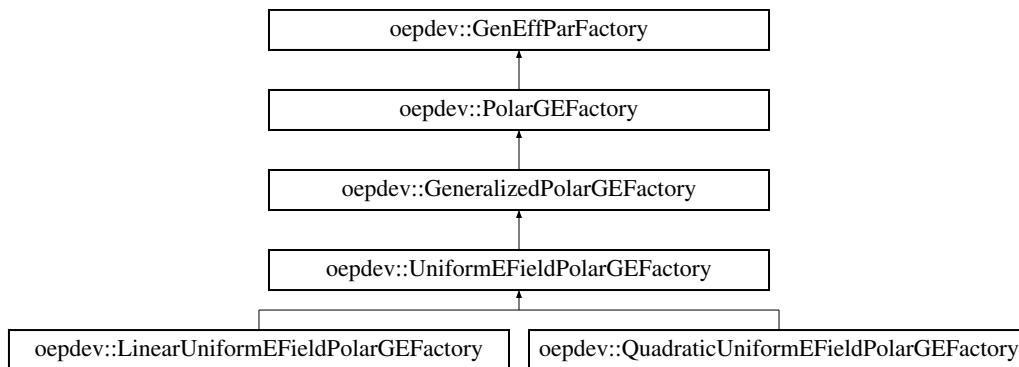 oepdev::GenEffParFactory
oepdev::PolarGEFactory
oepdev::GeneralizedPolarGEFactory
oepdev::UniformEFieldPolarGEFactory
oepdev::LinearUniformEFieldPolarGEFactory
oepdev::QuadraticUniformEFieldPolarGEFactory